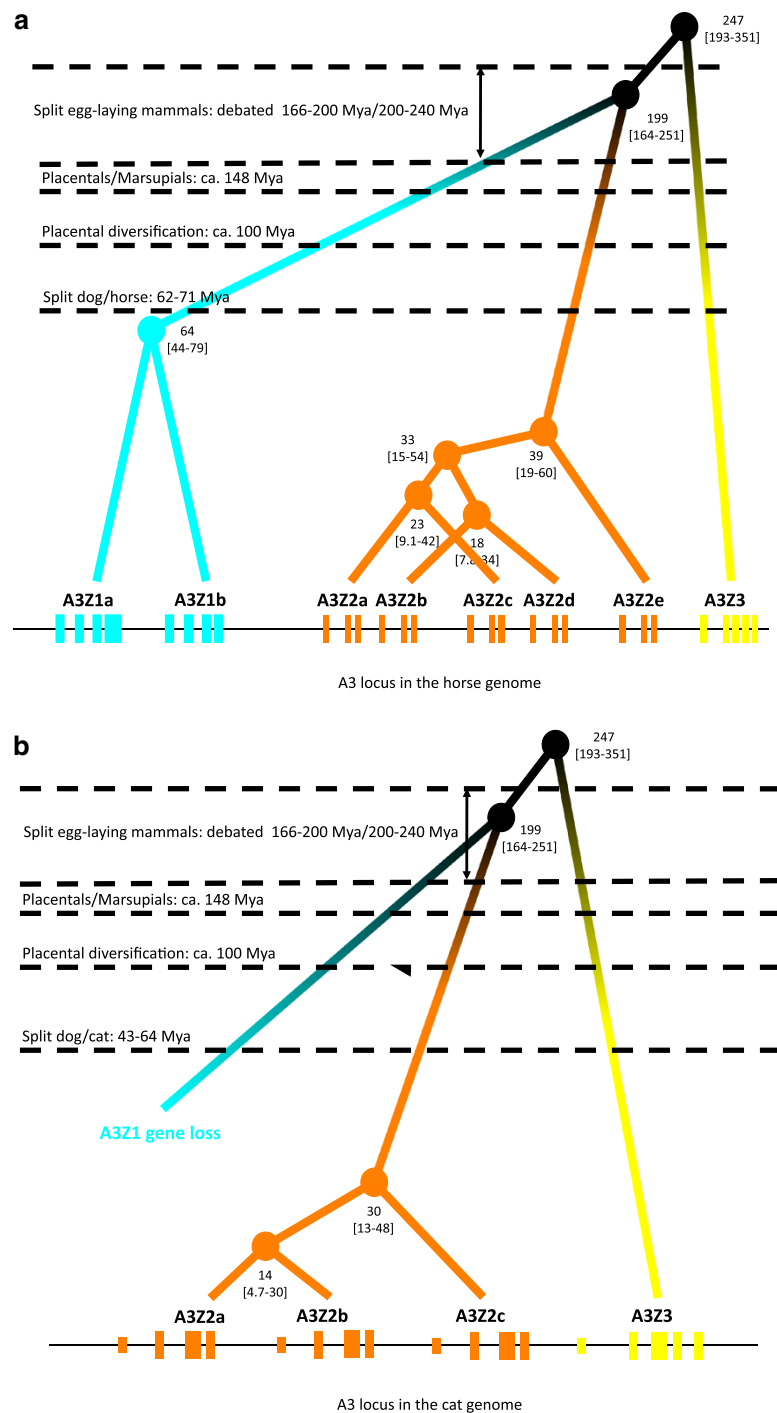 a
247
[193-351]
Split egg-laying mammals: debated 166-200 Mya/200-240 Mya
199
[164-251]
Placentals/Marsupials: ca. 148 Mya
Placental diversification: ca. 100 Mya
Split dog/horse: 62-71 Mya
64
[44-79]
33
[15-54]
39
[19-60]
23
[9.1-42]
18
[7.8-34]
A3Z1a A3Z1b A3Z2a A3Z2b A3Z2c A3Z2d A3Z2e A3Z3
A3 locus in the horse genome
b
247
[193-351]
Split egg-laying mammals: debated 166-200 Mya/200-240 Mya
199
[164-251]
Placentals/Marsupials: ca. 148 Mya
Placental diversification: ca. 100 Mya
Split dog/cat: 43-64 Mya
A3Z1 gene loss
30
[13-48]
14
[4.7-30]
A3Z2a A3Z2b A3Z2c A3Z3
A3 locus in the cat genome